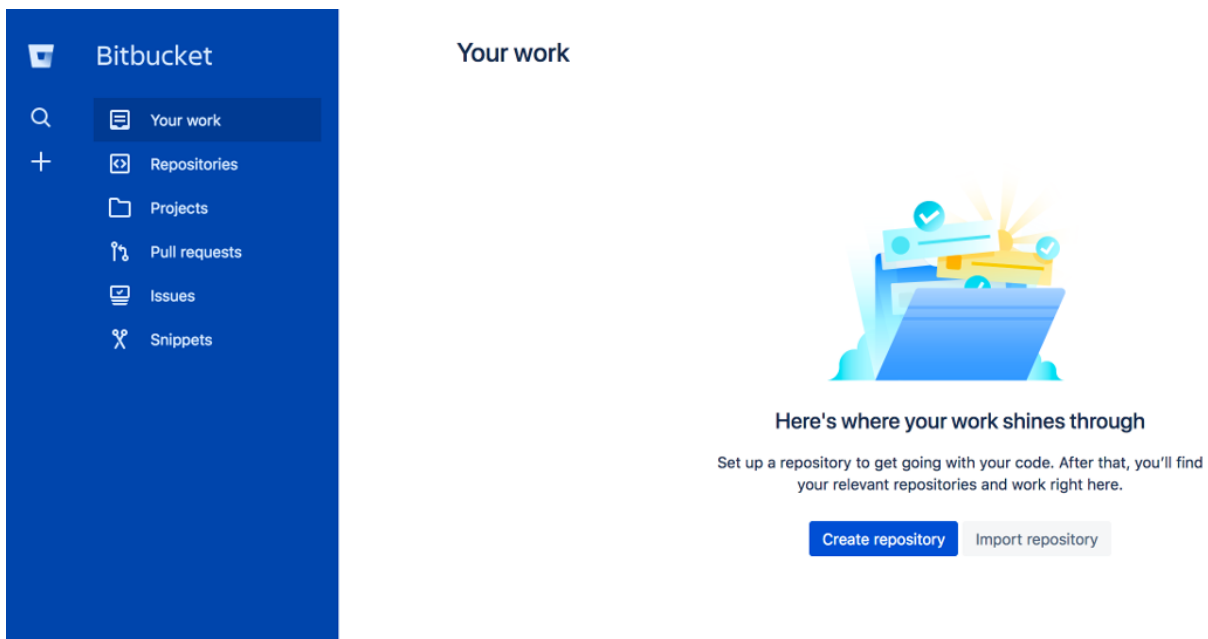 Bitbucket
Your work
Repositories
Projects
Pull requests
Issues
Snippets
Your work
Here's where your work shines through
Set up a repository to get going with your code. After that, you'll find
your relevant repositories and work right here.
Create repository
Import repository